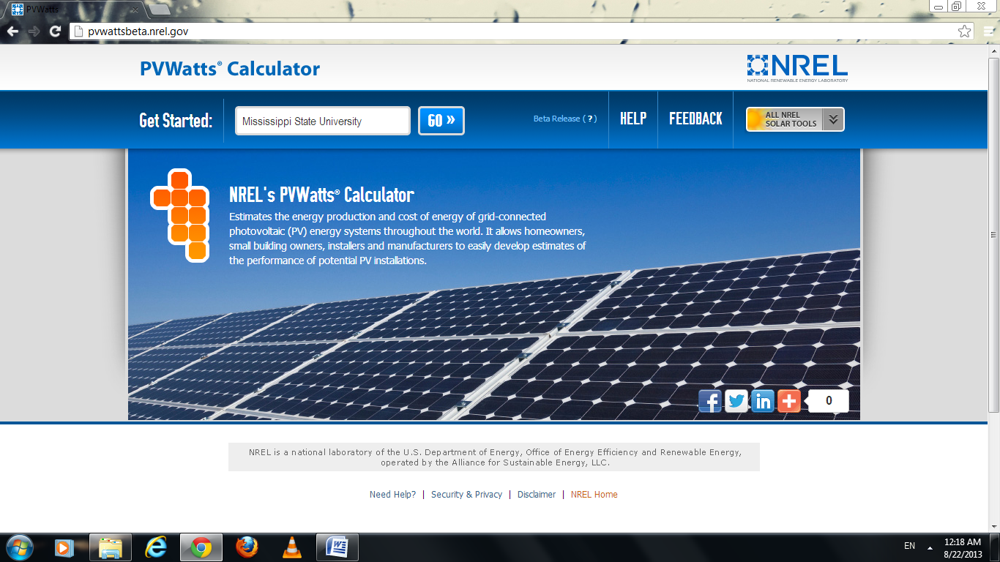 PVWatts
pvwattsbeta.nrel.gov
PVWatts® Calculator
NREL
NATIONAL RENEWABLE ENERGY LABORATORY
Get Started:
Mississippi State University
GO »
Beta Release ( ? )
HELP
FEEDBACK
ALL NREL
SOLAR TOOLS
NREL's PVWatts® Calculator
Estimates the energy production and cost of energy of grid-connected
photovoltaic (PV) energy systems throughout the world. It allows homeowners,
small building owners, installers and manufacturers to easily develop estimates of
the performance of potential PV installations.
f
in
+
0
NREL is a national laboratory of the U.S. Department of Energy, Office of Energy Efficiency and Renewable Energy,
operated by the Alliance for Sustainable Energy, LLC.
Need Help? | Security & Privacy | Disclaimer | NREL Home
W
EN
12:18 AM
8/22/2013